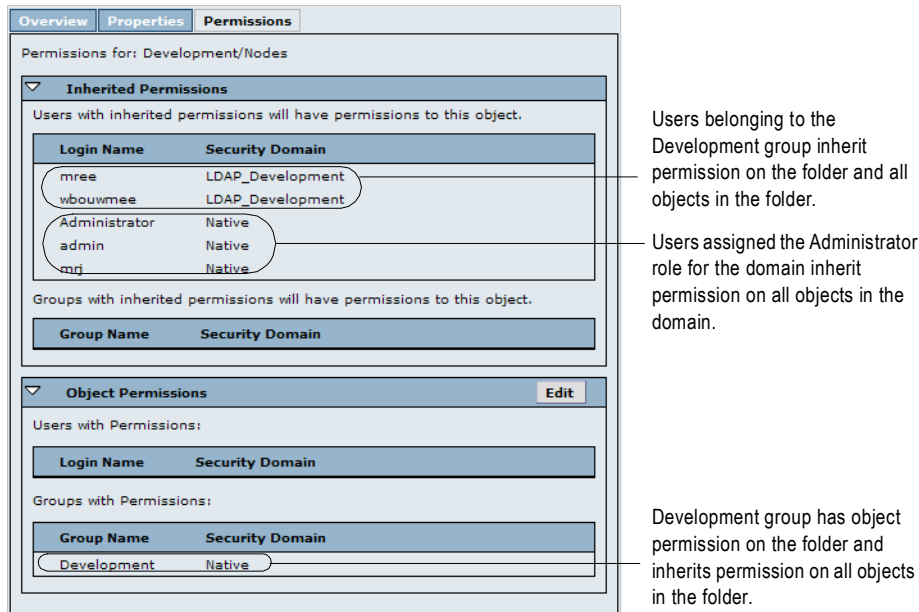 Overview Properties Permissions
Permissions for: Development/Nodes
Inherited Permissions
Users with inherited permissions will have permissions to this object.
Login Name Security Domain
mree LDAP_Development
wbouwmee LDAP_Development
Administrator Native
admin Native
mrj Native
Groups with inherited permissions will have permissions to this object.
Group Name Security Domain
Object Permissions Edit
Users with Permissions:
Login Name Security Domain
Groups with Permissions:
Group Name Security Domain
Development Native
Users belonging to the
Development group inherit
permission on the folder and all
objects in the folder.
Users assigned the Administrator
role for the domain inherit
permission on all objects in the
domain.
Development group has object
permission on the folder and
inherits permission on all objects
in the folder.